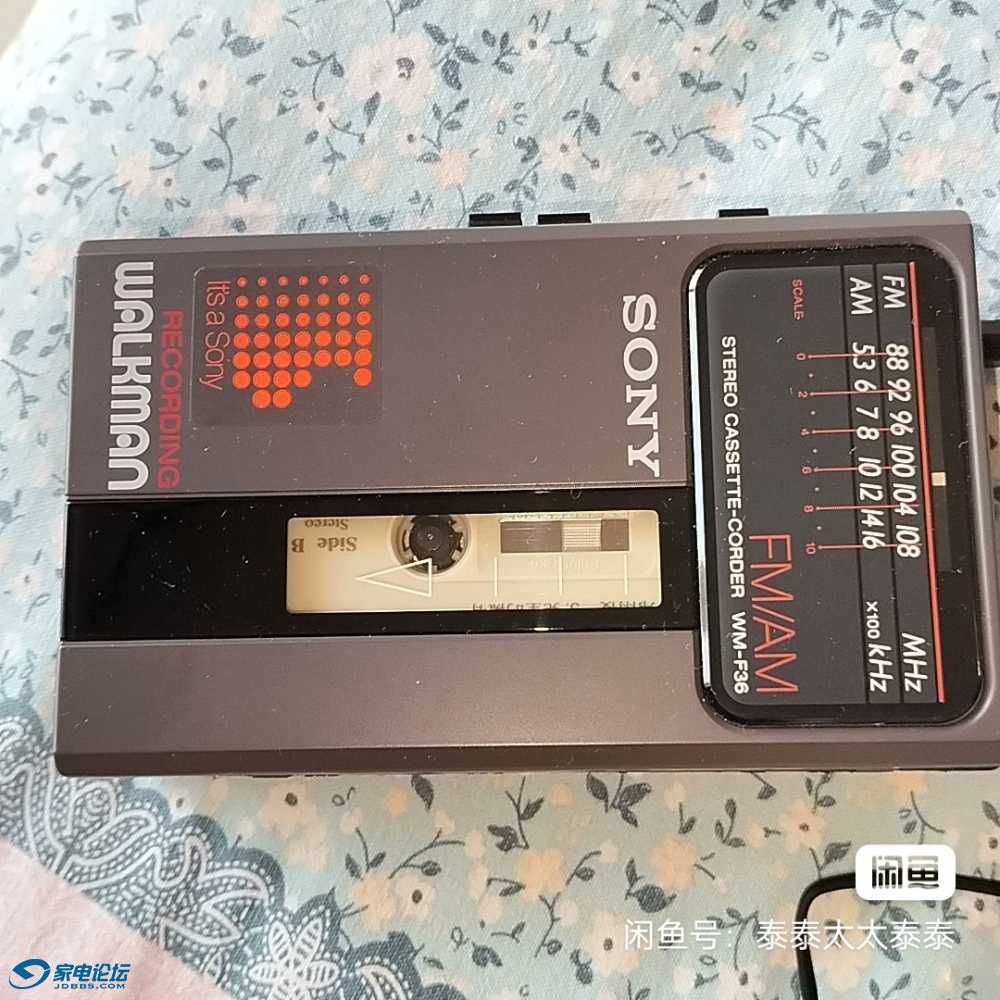 FM 88 92 96 100 104 108 MHz
AM 53 6 7 8 10 12 14 16 x100 kHz
SCALE 0 2 4 6 8 10
FM/AM
STEREO CASSETTE-CORDER WM-F36
SONY
It's a Sony
RECORDING
WALKMAN
Side B
Stereo
闲鱼
闲鱼号：泰泰太太泰泰
家电论坛
JDBBS.COM